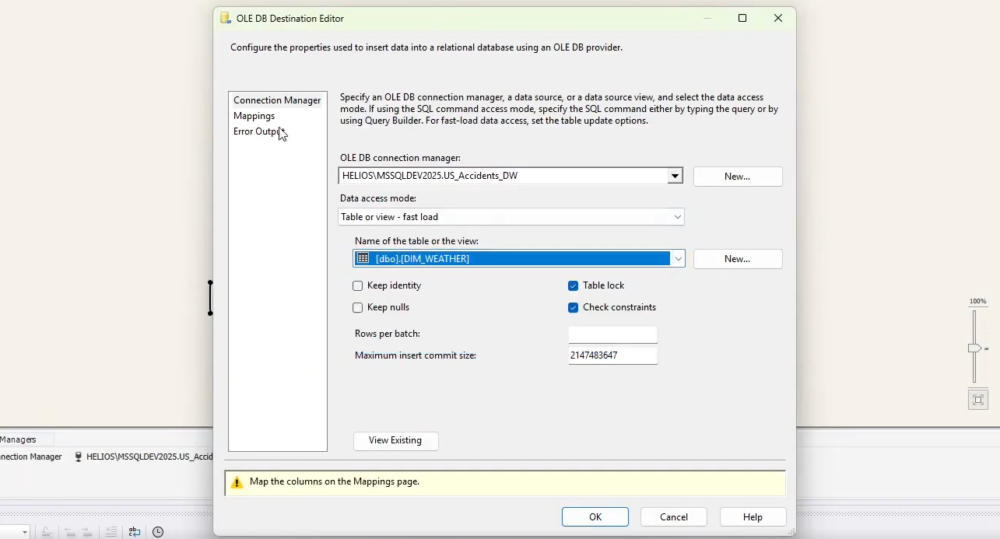 OLE DB Destination Editor
Configure the properties used to insert data into a relational database using an OLE DB provider.
Connection Manager
Mappings
Error Output
Specify an OLE DB connection manager, a data source, or a data source view, and select the data access
mode. If using the SQL command access mode, specify the SQL command either by typing the query or by
using Query Builder. For fast-load data access, set the table update options.
OLE DB connection manager:
HELIOS\MSSQLDEV2025.US_Accidents_DW
New...
Data access mode:
Table or view - fast load
Name of the table or the view:
[dbo].[DIM_WEATHER]
New...
Keep identity
Table lock
Keep nulls
Check constraints
Rows per batch:
Maximum insert commit size:
2147483647
View Existing
Map the columns on the Mappings page.
OK
Cancel
Help
100%
Managers
nection Manager
HELIOS\MSSQLDEV2025.US_Accid